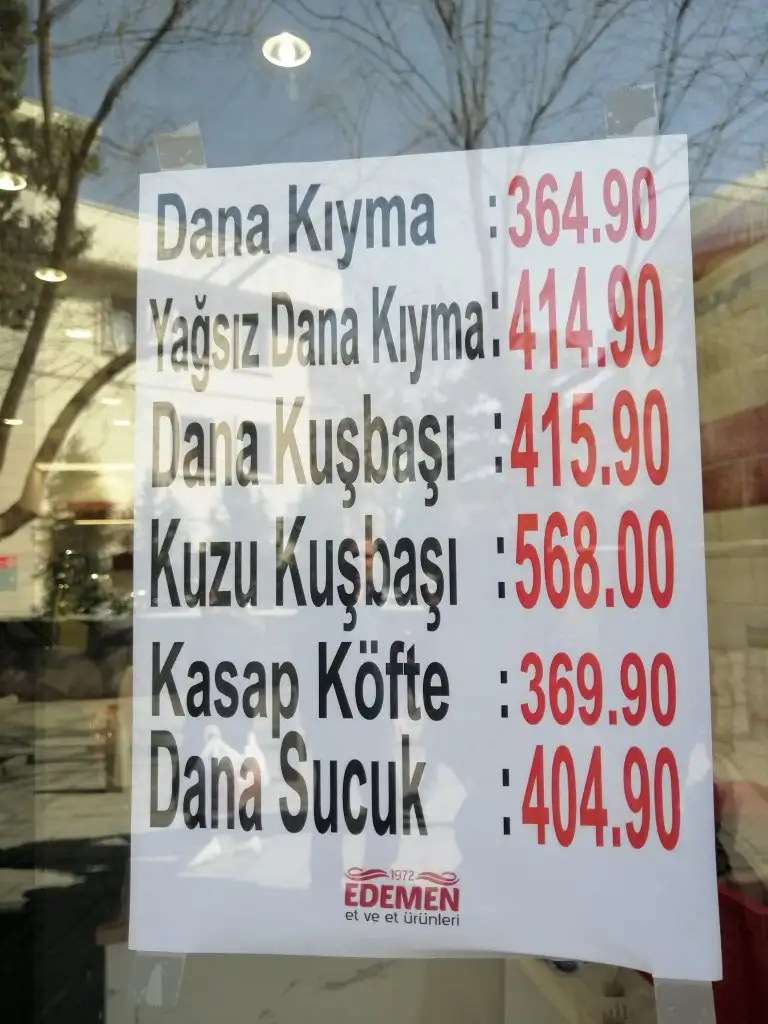 Dana Kıyma :364.90
Yağsız Dana Kıyma:414.90
Dana Kuşbaşı :415.90
Kuzu Kuşbaşı :568.00
Kasap Köfte :369.90
Dana Sucuk :404.90
1972
EDEMEN
et ve et ürünleri